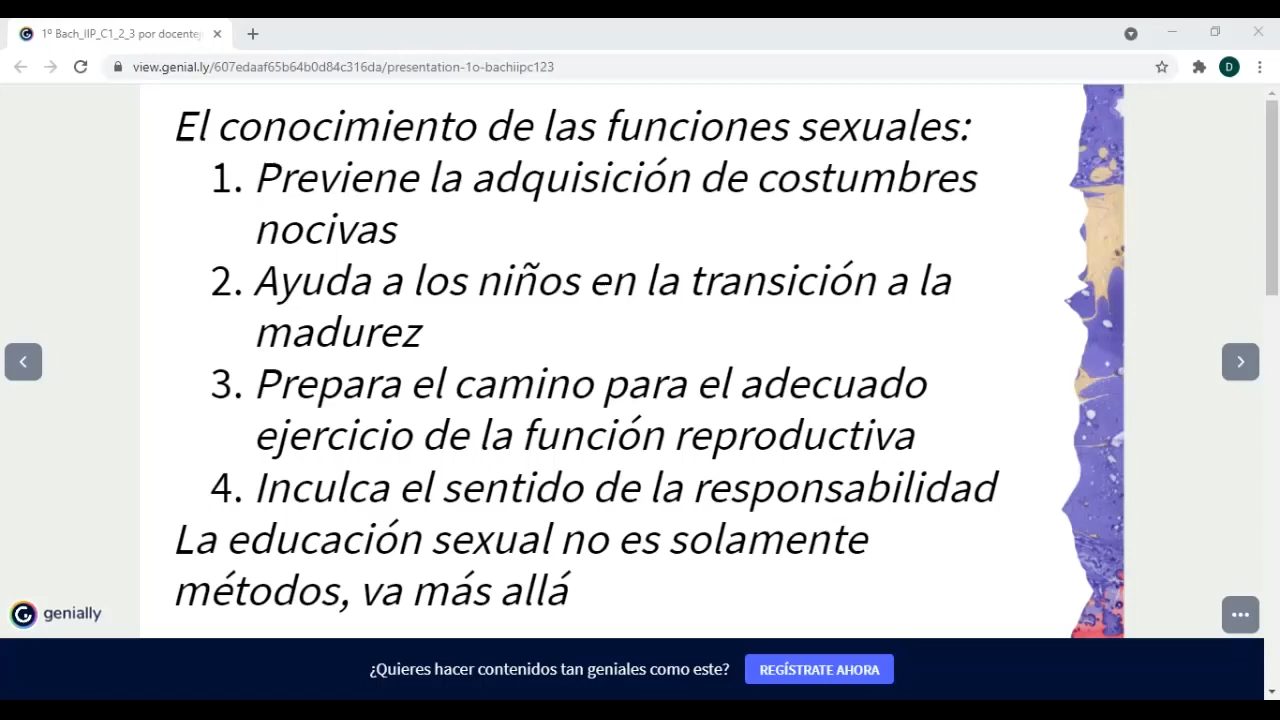 1º Bach_IIP_C1_2_3 por docente
view.genial.ly/607edaaf65b64b0d84c316da/presentation-1o-bachiipc123
D
El conocimiento de las funciones sexuales:
1. Previene la adquisición de costumbres
nocivas
2. Ayuda a los niños en la transición a la
madurez
3. Prepara el camino para el adecuado
ejercicio de la función reproductiva
4. Inculca el sentido de la responsabilidad
La educación sexual no es solamente
métodos, va más allá
genially
¿Quieres hacer contenidos tan geniales como este? REGÍSTRATE AHORA